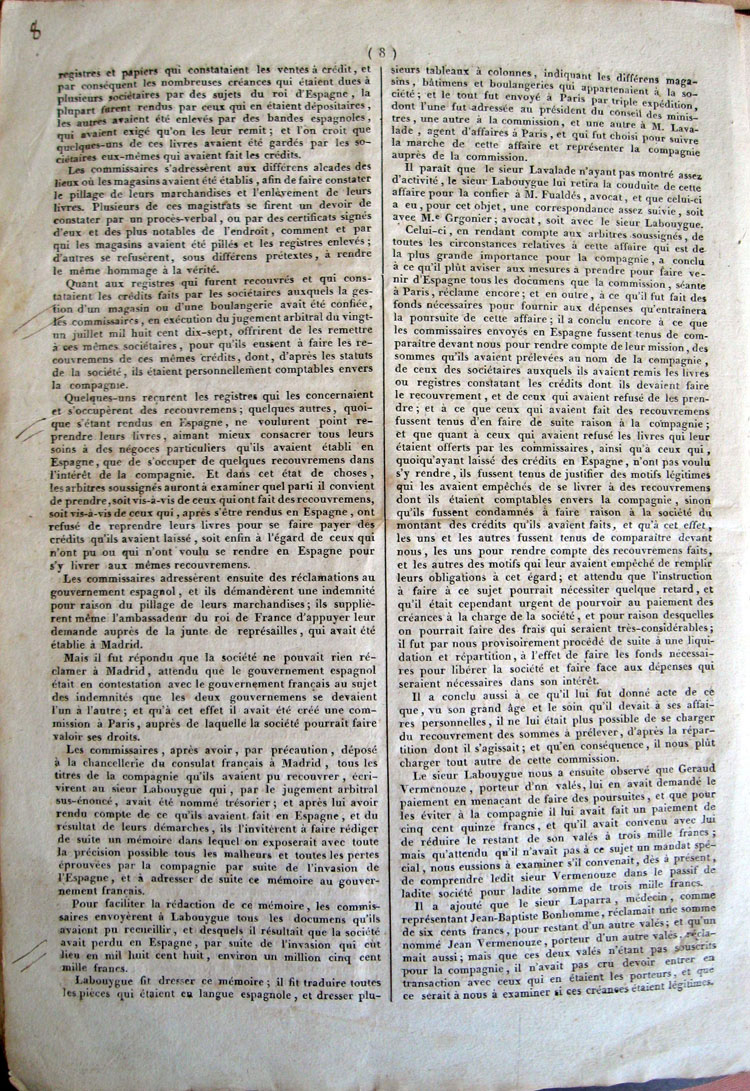 8
( 8 )
registres et papiers qui constataient les ventes à crédit, et
par conséquent les nombreuses créances qui étaient dues à
plusieurs sociétaires par des sujets du roi d'Espagne, la
plupart furent rendus par ceux qui en étaient dépositaires,
les autres avaient été enlevés par des bandes espagnoles,
qui avaient exigé qu'on les leur remit ; et l'on croit que
quelques-uns de ces livres avaient été gardés par les so-
ciétaires eux-mêmes qui avaient fait les crédits.
Les commissaires s'adressèrent aux différens alcades des
lieux où les magasins avaient été établis, afin de faire constater
le pillage de leurs marchandises et l'enlèvement de leurs
livres. Plusieurs de ces magistrats se firent un devoir de
constater par un procès-verbal, ou par des certificats signés
d'eux et des plus notables de l'endroit, comment et par
qui les magasins avaient été pillés et les registres enlevés ;
d'autres se refusèrent, sous différens prétextes, à rendre
le même hommage à la vérité.
Quant aux registres qui furent recouvrés et qui cons-
tataient les crédits faits par les sociétaires auxquels la ges-
tion d'un magasin ou d'une boulangerie avait été confiée,
les commissaires, en exécution du jugement arbitral du vingt-
un juillet mil huit cent dix-sept, offrirent de les remettre
à ces mêmes sociétaires, pour qu'ils eussent à faire les re-
couvremens de ces mêmes crédits, dont, d'après les statuts
de la société, ils étaient personnellement comptables envers
la compagnie.
Quelques-uns reçurent les registres qui les concernaient
et s'occupèrent des recouvremens ; quelques autres, quoi-
que s'étant rendus en Espagne, ne voulurent point re-
prendre leurs livres, aimant mieux consacrer tous leurs
soins à des négoces particuliers qu'ils avaient établi en
Espagne, que de s'occuper de quelques recouvremens dans
l'intérêt de la compagnie. Et dans cet état de choses,
les arbitres soussignés auront à examiner quel parti il convient
de prendre, soit vis-à-vis de ceux qui ont fait des recouvremens,
soit vis-à-vis de ceux qui, après s'être rendus en Espagne, ont
refusé de reprendre leurs livres pour se faire payer des
crédits qu'ils avaient laissé, soit enfin à l'égard de ceux qui
n'ont pu ou qui n'ont voulu se rendre en Espagne pour
s'y livrer aux mêmes recouvremens.
Les commissaires adressèrent ensuite des réclamations au
gouvernement espagnol, et ils démandèrent une indemnité
pour raison du pillage de leurs marchandises ; ils suppliè-
rent même l'ambassadeur du roi de France d'appuyer leur
demande auprès de la junte de représailles, qui avait été
établie à Madrid.
Mais il fut répondu que la société ne pouvait rien ré-
clamer à Madrid, attendu que le gouvernement espagnol
était en contestation avec le gouvernement français au sujet
des indemnités que les deux gouvernemens se devaient
l'un à l'autre ; et qu'à cet effet il avait été créé une com-
mission à Paris, auprès de laquelle la société pourrait faire
valoir ses droits.
Les commissaires, après avoir, par précaution, déposé
à la chancellerie du consulat français à Madrid, tous les
titres de la compagnie qu'ils avaient pu recouvrer, écri-
virent au sieur Labouygue qui, par le jugement arbitral
sus-énoncé, avait été nommé trésorier ; et après lui avoir
rendu compte de ce qu'ils avaient fait en Espagne, et du
résultat de leurs démarches, ils l'invitèrent à faire rédiger
de suite un mémoire dans lequel on exposerait avec toute
la précision possible tous les malheurs et toutes les pertes
éprouvées par la compagnie par suite de l'invasion de
l'Espagne, et à adresser de suite ce mémoire au gouver-
nement français.
Pour faciliter la rédaction de ce mémoire, les commis-
saires envoyèrent à Labouygue tous les documens qu'ils
avaient pu recueillir, et desquels il résultait que la société
avait perdu en Espagne, par suite de l'invasion qui eut
lieu en mil huit cent huit, environ un million cinq cent
mille francs.
Labouygue fit dresser ce mémoire ; il fit traduire toutes
les pièces qui étaient en langue espagnole, et dresser plu-
sieurs tableaux à colonnes, indiquant les différens maga-
sins, bâtimens et boulangeries qui appartenaient à la so-
ciété ; et le tout fut envoyé à Paris par triple expédition,
dont l'une fut adressée au président du conseil des minis-
tres, une autre à la commission, et une autre à M. Lava-
lade, agent d'affaires à Paris, et qui fut choisi pour suivre
la marche de cette affaire et représenter la compagnie
auprès de la commission.
Il paraît que le sieur Lavalade n'ayant pas montré assez
d'activité, le sieur Labouygue lui retira la conduite de cette
affaire pour la confier à M. Fualdés, avocat, et que celui-ci
a eu, pour cet objet, une correspondance assez suivie, soit
avec M.e Grgonier ; avocat, soit avec le sieur Labouygue.
Celui-ci, en rendant compte aux arbitres soussignés, de
toutes les circonstances relatives à cette affaire qui est de
la plus grande importance pour la compagnie, a conclu
à ce qu'il plût aviser aux mesures a prendre pour faire ve-
nir d'Espagne tous les documens que la commission, séante
à Paris, réclame encore ; et en outre, à ce qu'il fut fait des
fonds nécessaires pour fournir aux dépenses qu'entraînera
la poursuite de cette affaire ; il a conclu encore à ce que
les commissaires envoyés en Espagne fussent tenus de com-
paraître devant nous pour rendre compte de leur mission, des
sommes qu'ils avaient prélevées au nom de la compagnie,
de ceux des sociétaires auxquels ils avaient remis les livres
ou registres constatant les crédits dont ils devaient faire
le recouvrement, et de ceux qui avaient refusé de les pren-
dre ; et à ce que ceux qui avaient fait des recouvremens
fussent tenus d'en faire de suite raison à la compagnie ;
et que quant à ceux qui avaient refusé les livres qui leur
étaient offerts par les commissaires, ainsi qu'à ceux qui,
quoiqu'ayant laissé des crédits en Espagne, n'ont pas voulu
s'y rendre, ils fussent tenus de justifier des motifs légitimes
qui les avaient empêchés de se livrer à des recouvremens
dont ils étaient comptables envers la compagnie, sinon
qu'ils fussent condamnés à faire raison à la société du
montant des crédits qu'ils avaient faits, et qu'à cet effet,
les uns et les autres fussent tenus de comparaître devant
nous, les uns pour rendre compte des recouvremens faits,
et les autres des motifs qui leur avaient empêché de remplir
leurs obligations à cet égard ; et attendu que l'instruction
à faire à ce sujet pourrait nécessiter quelque retard, et
qu'il était cependant urgent de pourvoir au paiement des
créances à la charge de la société, et pour raison desquelles
on pourrait faire des frais qui seraient très-considérables ;
il fut par nous provisoirement procédé de suite à une liqui-
dation et répartition, à l'effet de faire les fonds nécessai-
res pour libérer la société et faire face aux dépenses qui
seraient nécessaires dans son intérêt.
Il a conclu aussi à ce qu'il lui fut donné acte de ce
que, vu son grand âge et le soin qu'il devait à ses affai-
res personnelles, il ne lui était plus possible de se charger
du recouvrement des sommes à prélever, d'après la répar-
tition dont il s'agissait ; et qu'en conséquence, il nous plût
charger tout autre de cette commission.
Le sieur Labouygue nous a ensuite observé que Geraud
Vermenouze, porteur d'nn valés, lui en avait demandé le
paiement en menaçant de faire des poursuites, et que pour
les éviter à la compagnie il lui avait fait un paiement de
cinq cent quinze francs, et qu'il avait convenu avec lui
de réduire le restant de son valés à trois mille francs ;
mais qu'attendu qu'il n'avait pas à ce sujet un mandat spé-
cial, nous eussions à examiner s'il convenait, dès à présent,
de comprendre ledit sieur Vermenouze dans le passif de
ladite société pour ladite somme de trois mille francs.
Il a ajouté que le sieur Laparra, médecin, comme
représentant Jean-Baptiste Bonhomme, réclamait une somme
de six cents francs, pour restant d'un autre valés ; et qu'un
nommé Jean Vermenouze, porteur d'un autre valés, récla-
mait aussi ; mais que ces deux valés n'étant pas souscrits
pour la compagnie, il n'avait pas cru devoir entrer en
transaction avec ceux qui en étaient les porteurs, et que
ce serait à nous à examiner si ces créances étaient légitimes.